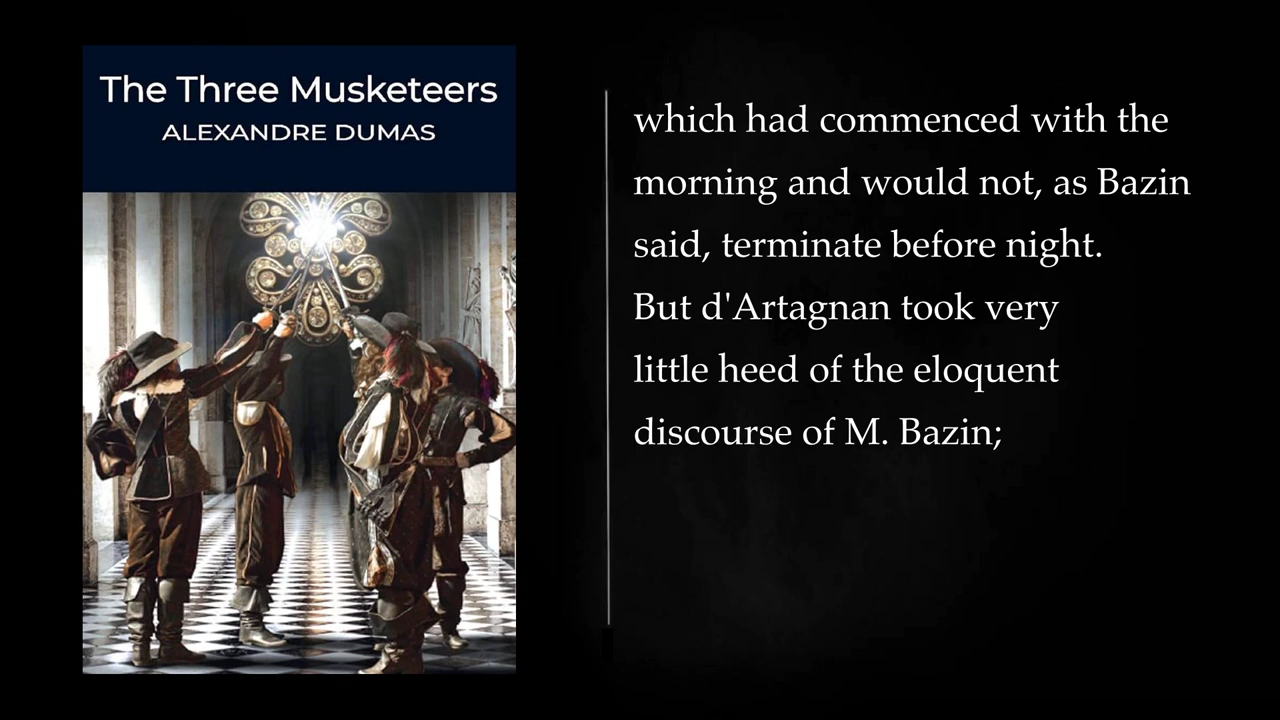 The Three Musketeers
ALEXANDRE DUMAS
which had commenced with the
morning and would not, as Bazin
said, terminate before night.
But d'Artagnan took very
little heed of the eloquent
discourse of M. Bazin;